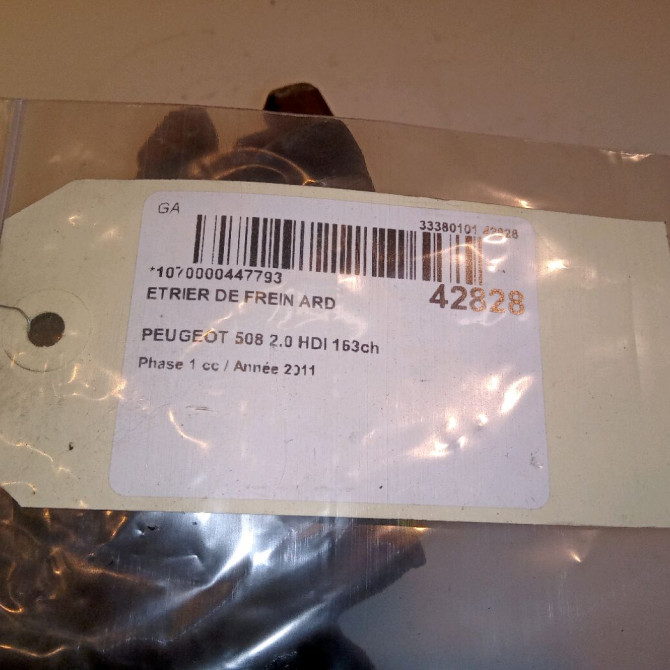 GA
33380101 42828
*1070000447793
ETRIER DE FREIN ARD
42828
PEUGEOT 508 2.0 HDI 163ch
Phase 1 cc / Année 2011